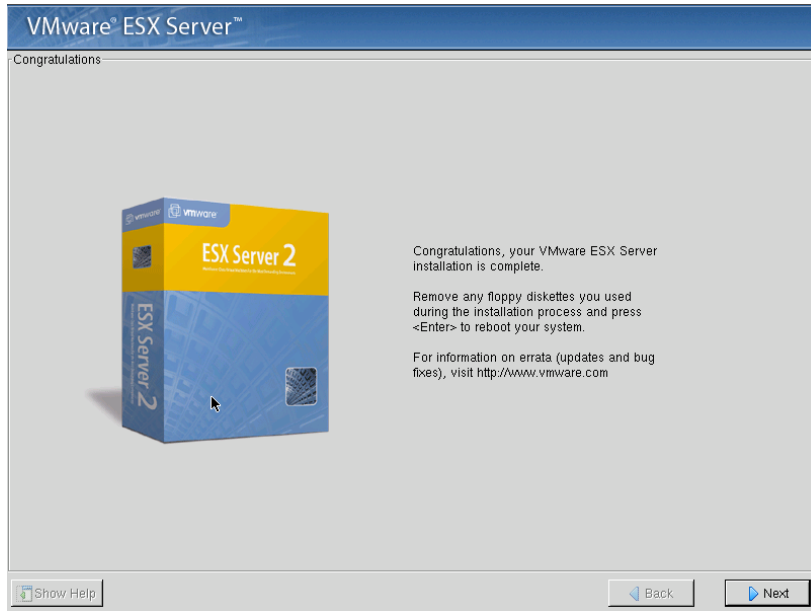 VMware® ESX Server™
Congratulations
vmware
vmware
ESX Server 2
ESX Server 2
Congratulations, your VMware ESX Server
installation is complete.
Remove any floppy diskettes you used
during the installation process and press
<Enter> to reboot your system.
For information on errata (updates and bug
fixes), visit http://www.vmware.com
Show Help
Back
Next